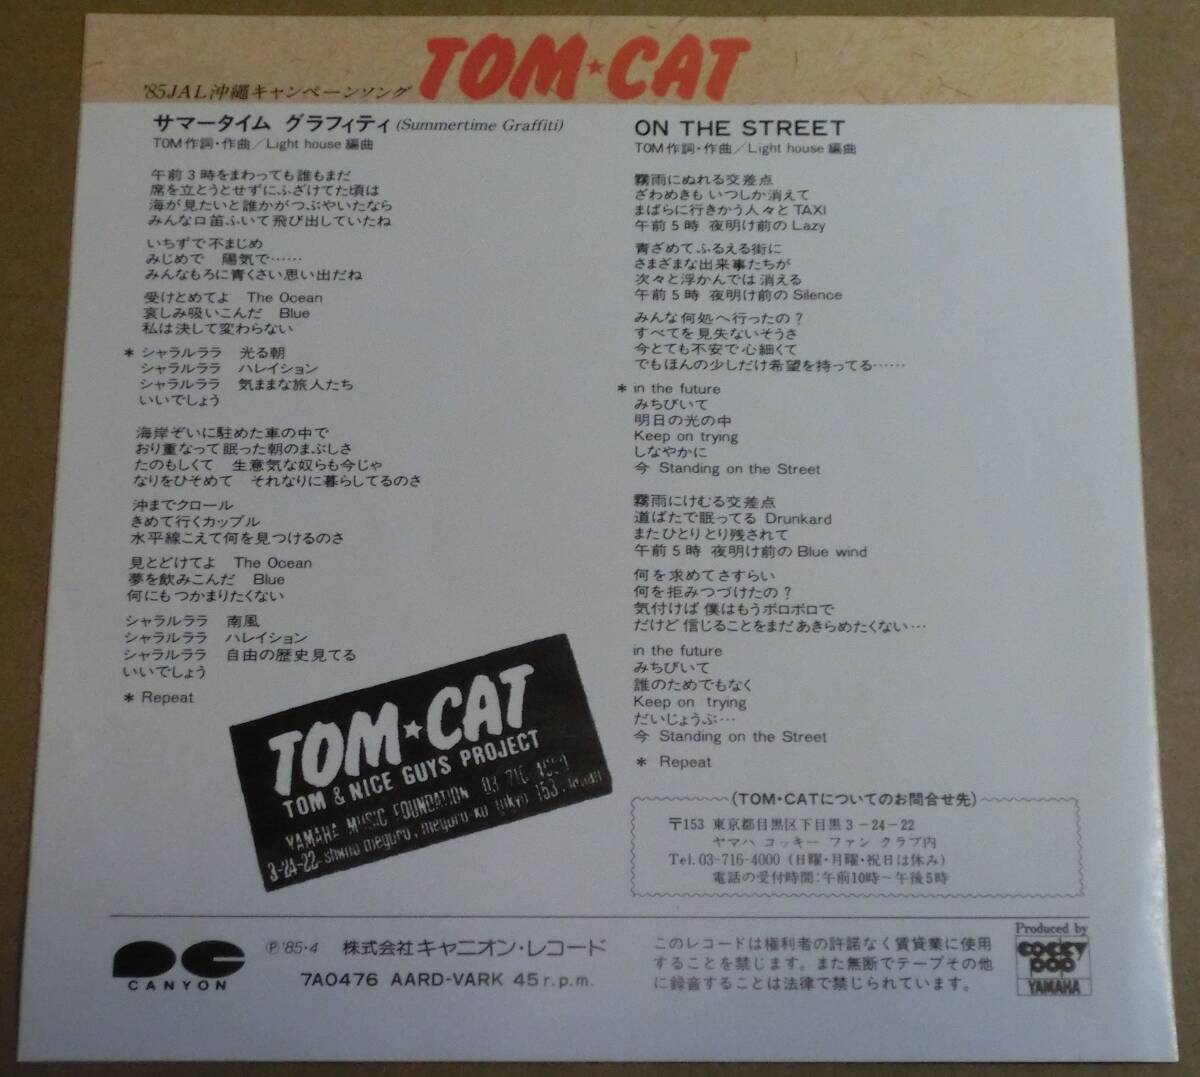 TOM★CAT
'85JAL沖縄キャンペーンソング
サマータイム グラフィティ (Summertime Graffiti)
TOM作詞・作曲／Light house編曲
午前3時をまわっても誰もまだ
席を立とうとせずにふざけてた頃は
海が見たいと誰かがつぶやいたなら
みんな口笛ふいて飛び出していたね
いちずで 不まじめ
みじめで 陽気で……
みんなもろに青くさい思い出だね
受けとめてよ The Ocean
哀しみ吸いこんだ Blue
私は決して変わらない
* シャラルララ 光る朝
シャラルララ ハレイション
シャラルララ 気ままな旅人たち
いいでしょう
海岸ぞいに駐めた車の中で
おり重なって眠った朝のまぶしさ
たのもしくて 生意気な奴らも今じゃ
なりをひそめて それなりに暮らしてるのさ
沖までクロール
きめて行くカップル
水平線こえて何を見つけるのさ
見とどけてよ The Ocean
夢を飲みこんだ Blue
何にもつかまりたくない
シャラルララ 南風
シャラルララ ハレイション
シャラルララ 自由の歴史見てる
いいでしょう
* Repeat
ON THE STREET
TOM作詞・作曲／Light house編曲
霧雨にぬれる交差点
ざわめきも いつしか消えて
まばらに行きかう人々と TAXI
午前5時 夜明け前のLazy
青ざめてふるえる街に
さまざまな出来事たちが
次々と浮かんでは 消える
午前5時 夜明け前のSilence
みんな何処へ行ったの？
すべてを見失ないそうさ
今とても不安で 心細くて
でもほんの少しだけ希望を持ってる……
* in the future
みちびいて
明日の光の中
Keep on trying
しなやかに
今 Standing on the Street
霧雨にけむる交差点
道ばたで眠ってる Drunkard
またひとりとり残されて
午前5時 夜明け前の Blue wind
何を求めてさすらい
何を拒みつづけたの？
気付けば 僕はもうボロボロで
だけど 信じることをまだあきらめたくない…
in the future
みちびいて
誰のためでもなく
Keep on trying
だいじょうぶ…
今 Standing on the Street
* Repeat
TOM★CAT
TOM & NICE GUYS PROJECT
YAMAHA MUSIC FOUNDATION 03 716
3-24-22 shimo meguro, meguro-ku tokyo 153.
(TOM・CATについてのお問合せ先)
〒153 東京都目黒区下目黒3－24－22
ヤマハ コッキー ファン クラブ内
Tel.03-716-4000 (日曜・月曜・祝日は休み)
電話の受付時間：午前10時〜午後5時
CANYON
Ⓟ'85・4 株式会社キャニオン・レコード
7A0476 AARD-VARK 45 r.p.m.
このレコードは権利者の許諾なく賃貸業に使用
することを禁じます。また無断でテープその他
に録音することは法律で禁じられています。
Produced by
COCKY
POP
YAMAHA